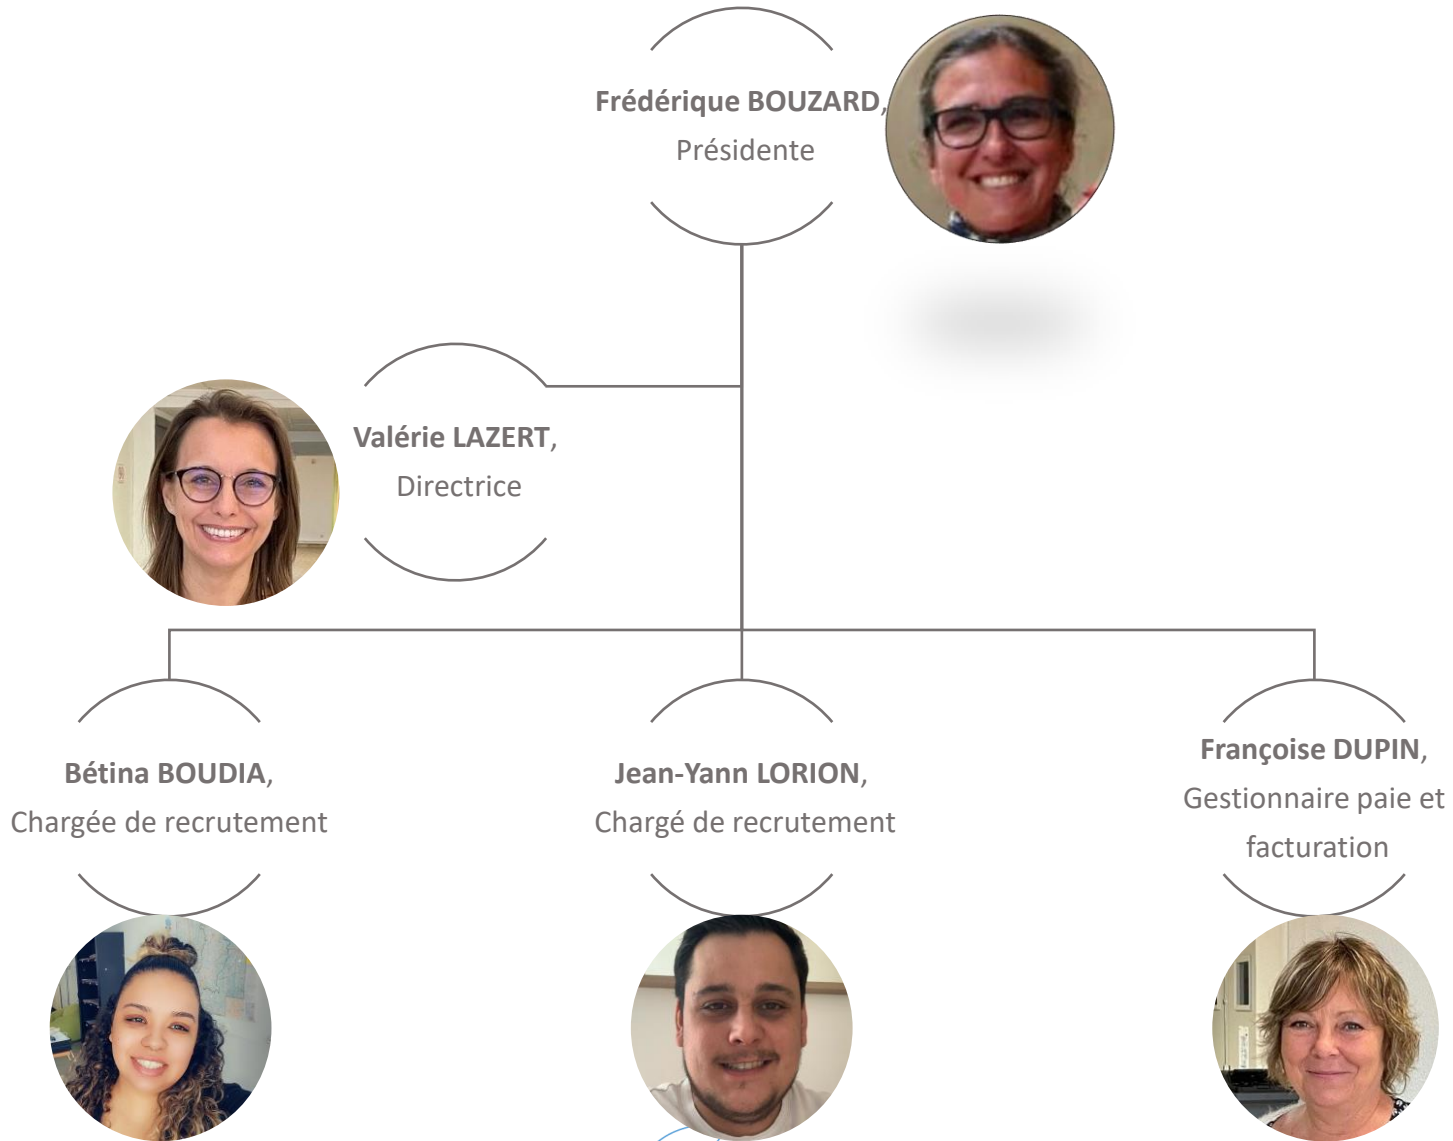 Frédérique BOUZARD,
Présidente
Valérie LAZERT,
Directrice
Bétina BOUDIA,
Chargée de recrutement
Jean-Yann LORION,
Chargé de recrutement
Françoise DUPIN,
Gestionnaire paie et
facturation